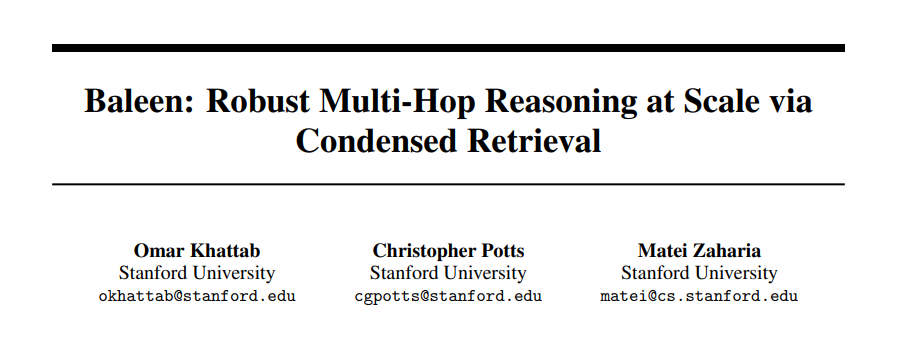 Baleen: Robust Multi-Hop Reasoning at Scale via
Condensed Retrieval
Omar Khattab
Stanford University
okhattab@stanford.edu
Christopher Potts
Stanford University
cgpotts@stanford.edu
Matei Zaharia
Stanford University
matei@cs.stanford.edu